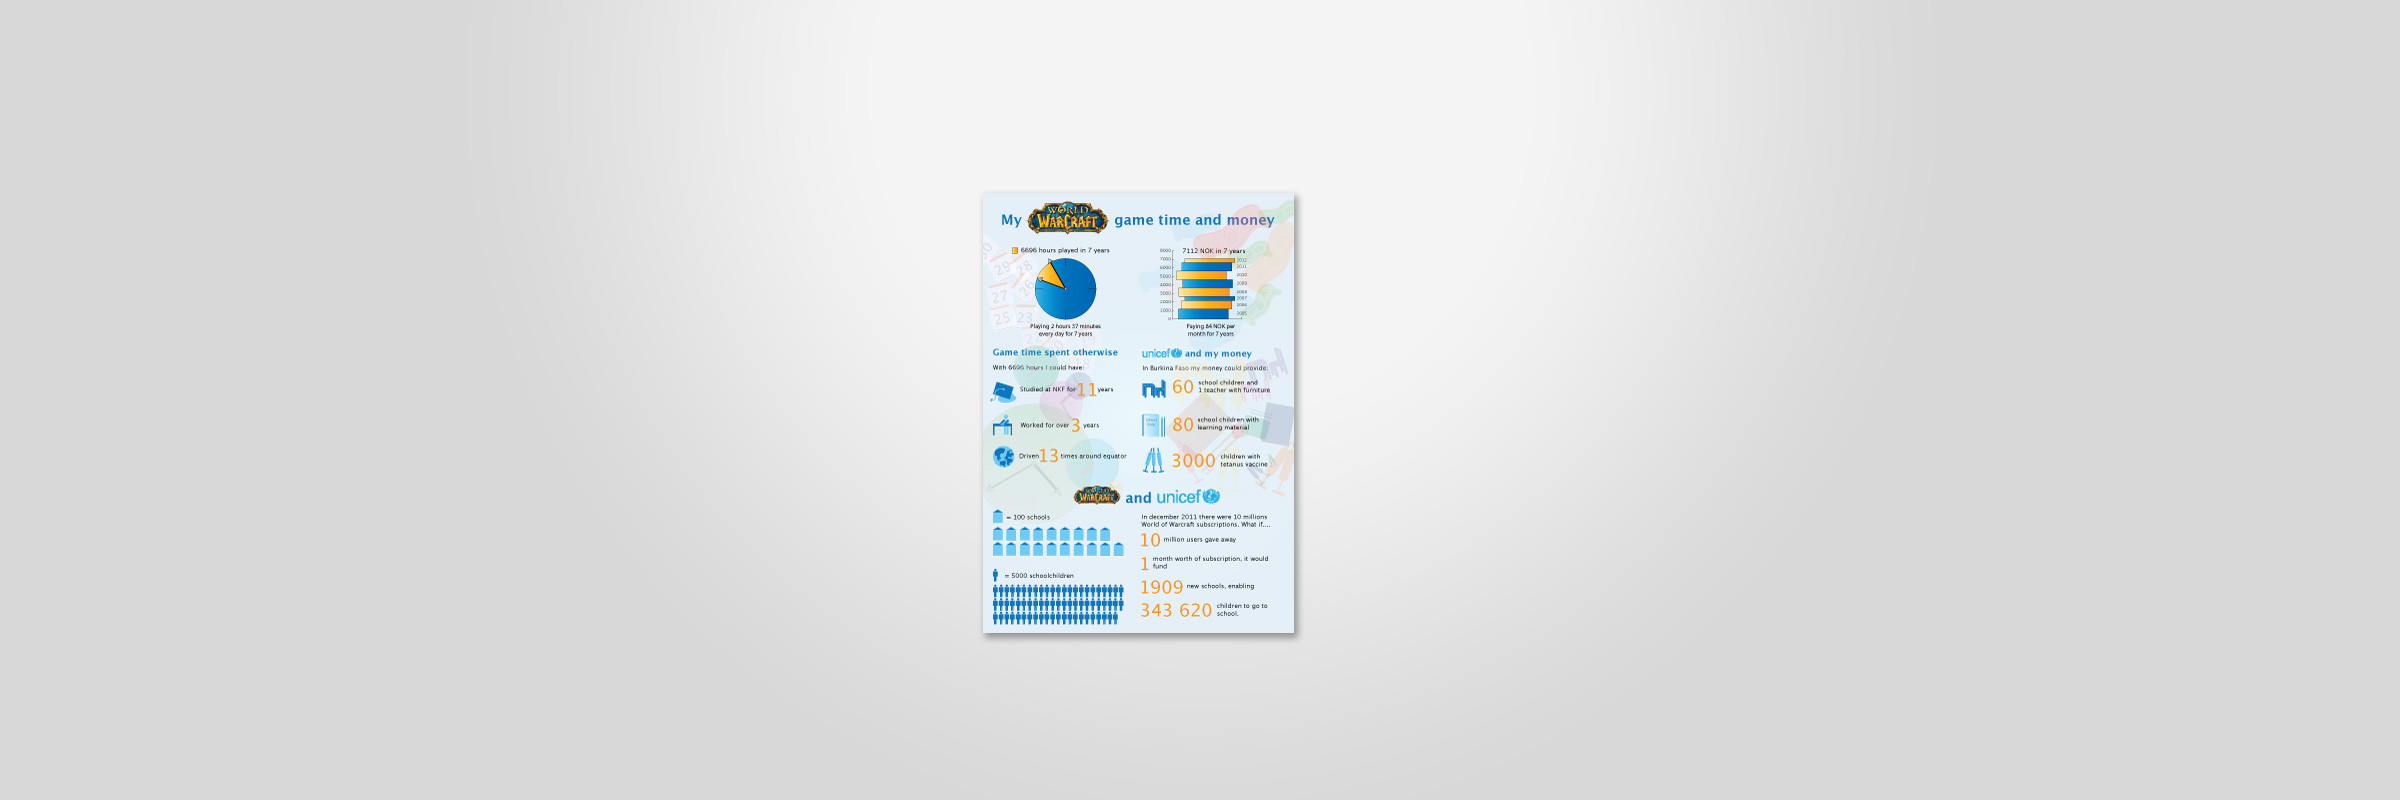 My WORLD WARCRAFT game time and money
6696 hours played in 7 years
Playing 2 hours 37 minutes
every day for 7 years
7112 NOK in 7 years
8000
7000
6000
5000
4000
3000
2000
1000
0
2012
2011
2010
2009
2008
2007
2006
2005
Paying 84 NOK per
month for 7 years
30
29
28
27
26
25
23
Game time spent otherwise
With 6696 hours I could have:
Studied at NKF for 11 years
Worked for over 3 years
Driven 13 times around equator
unicef and my money
In Burkina Faso my money could provide:
60 school children and
1 teacher with furniture
80 school children with
learning material
3000 children with
tetanus vaccine
WORLD WARCRAFT and unicef
= 100 schools
= 5000 schoolchildren
In december 2011 there were 10 millions
World of Warcraft subscriptions. What if....
10 million users gave away
1 month worth of subscription, it would
fund
1909 new schools, enabling
343 620 children to go to
school.